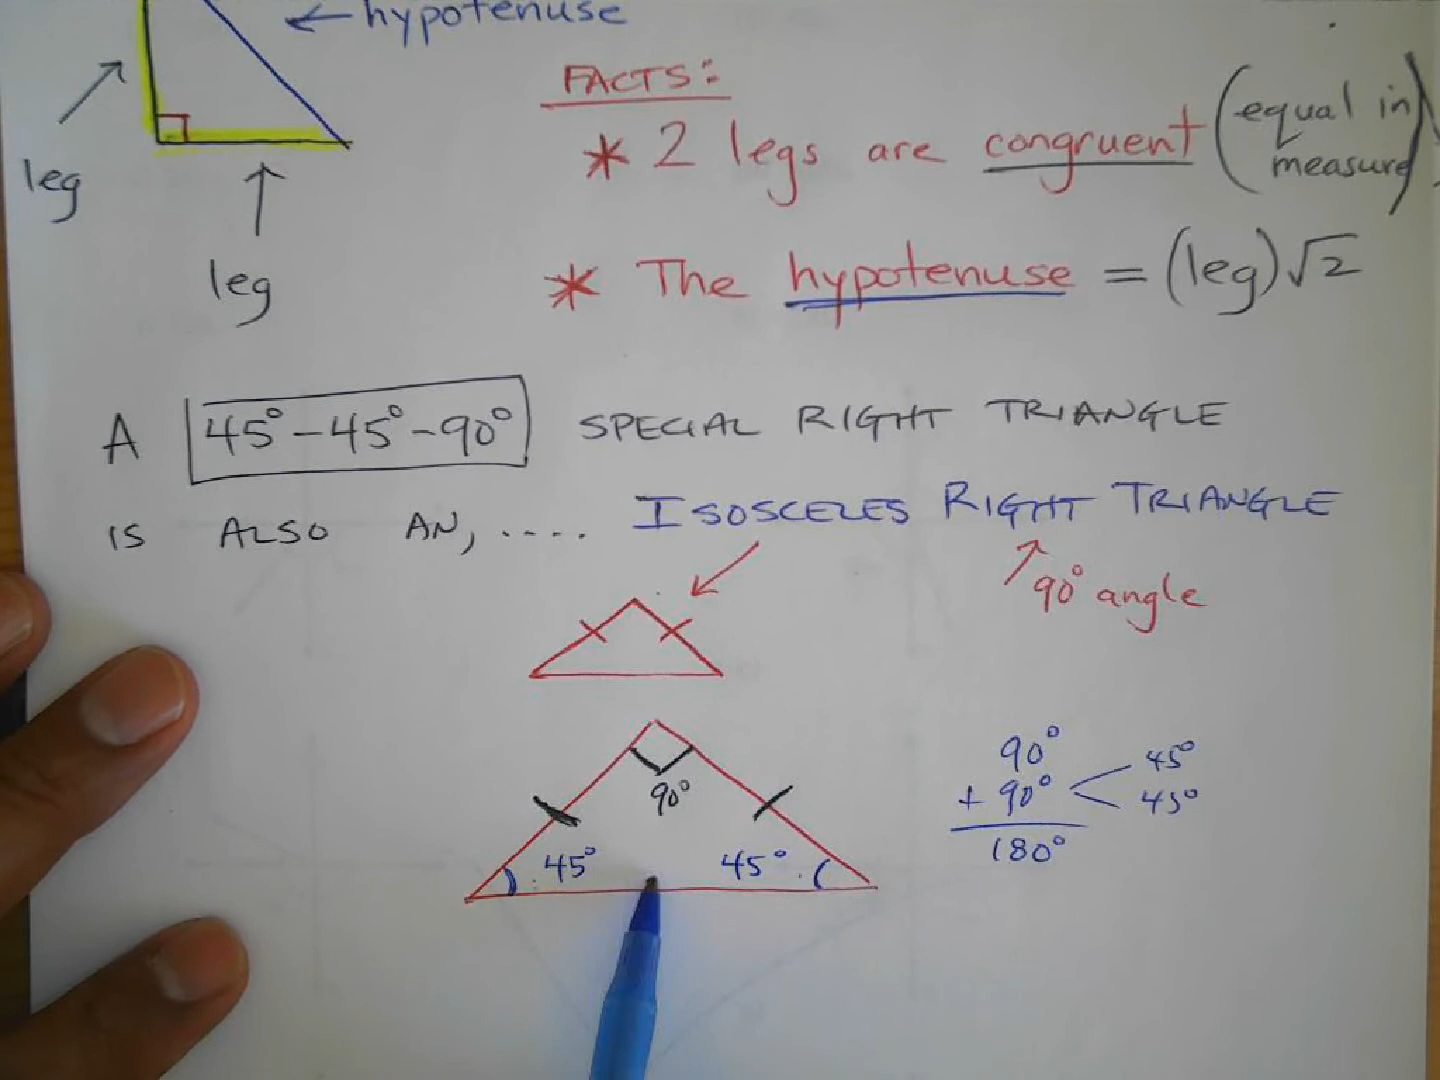 hypotenuse
FACTS:
leg
leg
* 2 legs are congruent (equal in measure)
* The hypotenuse = (leg)√2
A 45°-45°-90° SPECIAL RIGHT TRIANGLE
IS ALSO AN, .... ISOSCELES RIGHT TRIANGLE
90° angle
90°
45°
45°
90°
+ 90° < 45°
45°
180°